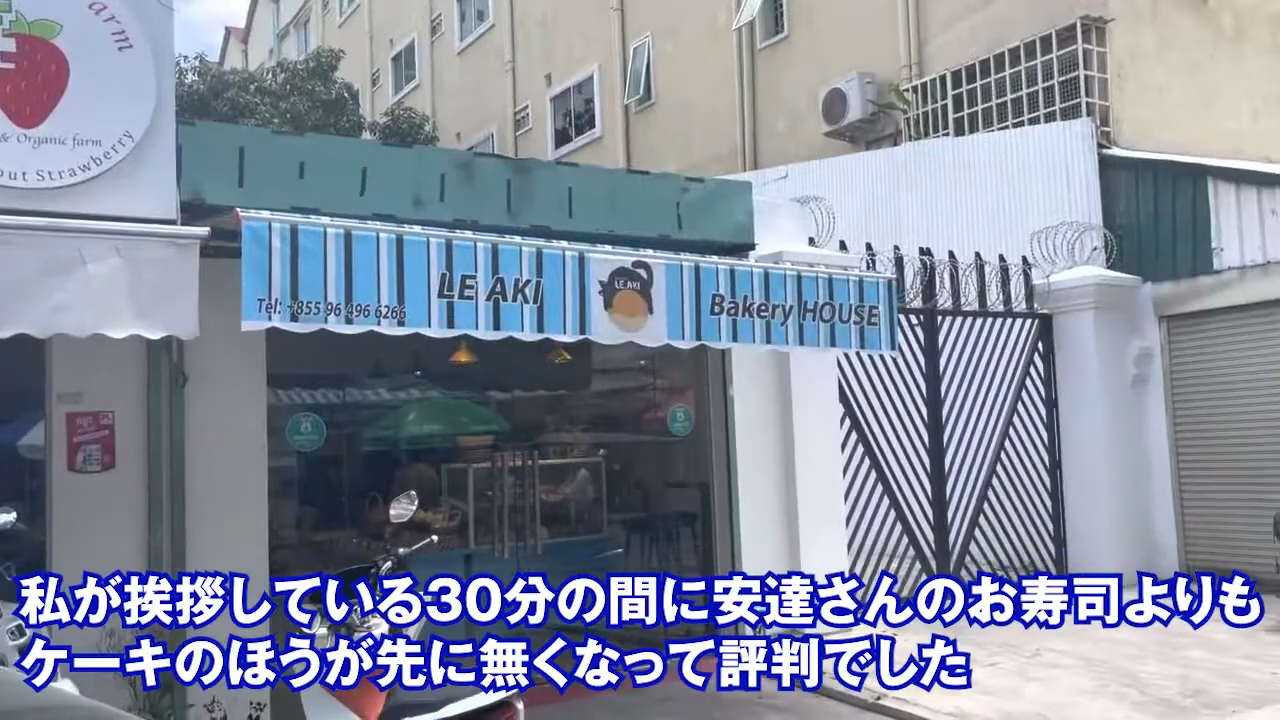 arm
& Organic farm
out Strawberry
LE AKI
LE AKI
Bakery HOUSE
Tel: +855 96 496 6266
私が挨拶している30分の間に安達さんのお寿司よりも
ケーキのほうが先に無くなって評判でした